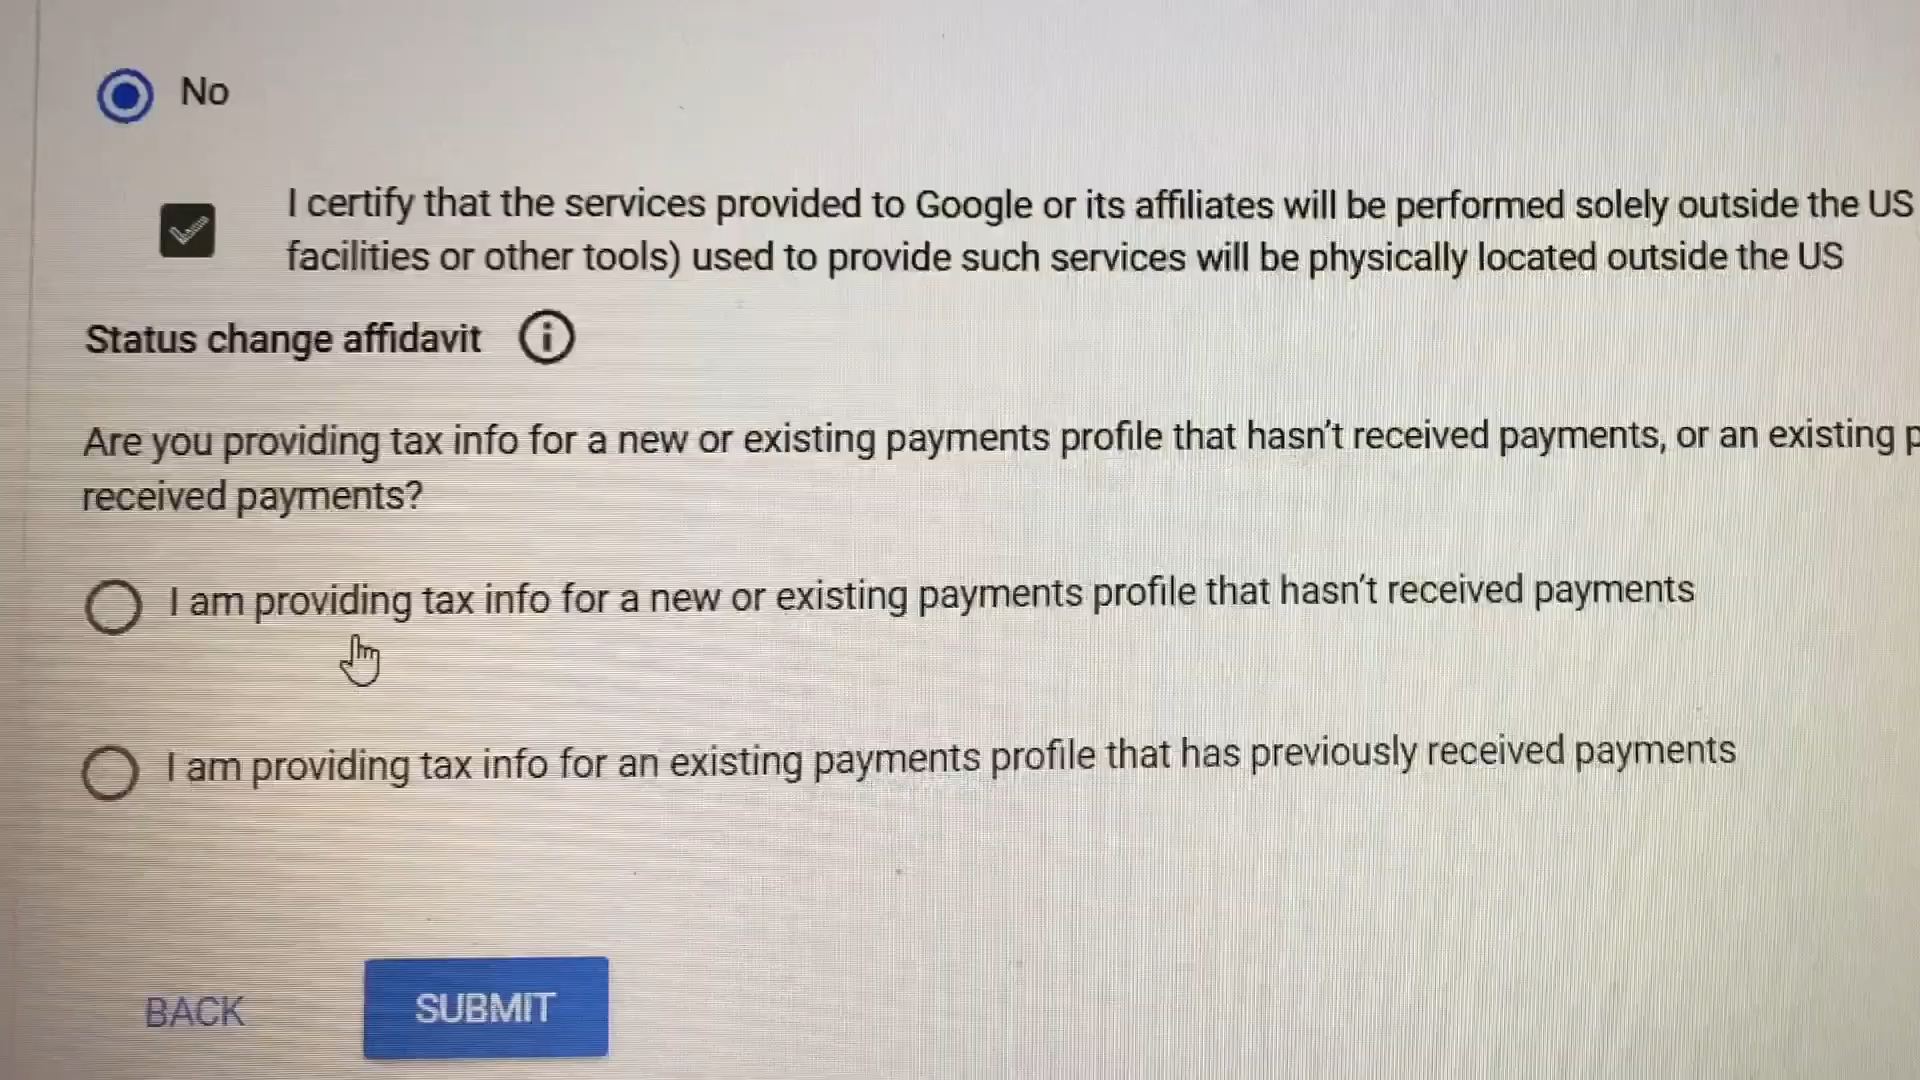 No
I certify that the services provided to Google or its affiliates will be performed solely outside the US
facilities or other tools) used to provide such services will be physically located outside the US
Status change affidavit
Are you providing tax info for a new or existing payments profile that hasn't received payments, or an existing p
received payments?
I am providing tax info for a new or existing payments profile that hasn't received payments
I am providing tax info for an existing payments profile that has previously received payments
BACK SUBMIT